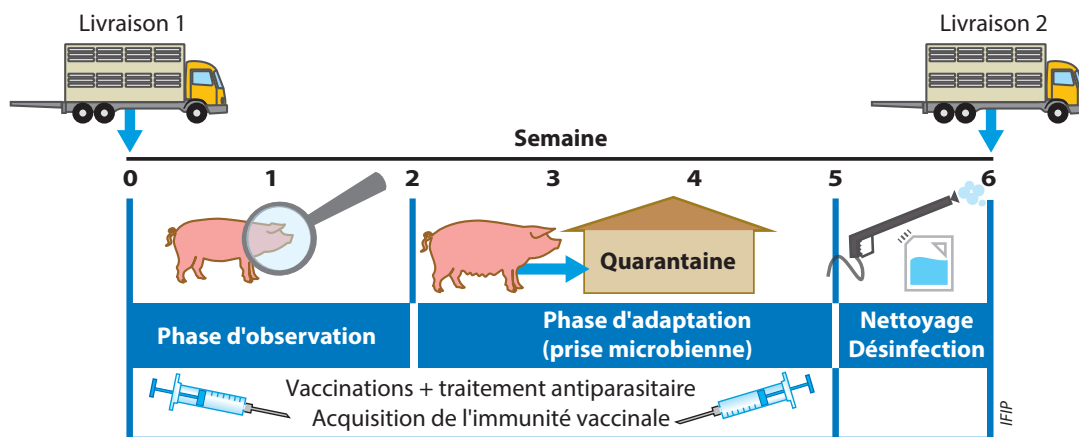 Livraison 1
Livraison 2
Semaine
0 1 2 3 4 5 6
Quarantaine
Phase d'observation
Phase d'adaptation
(prise microbienne)
Nettoyage
Désinfection
Vaccinations + traitement antiparasitaire
Acquisition de l'immunité vaccinale
IFIP